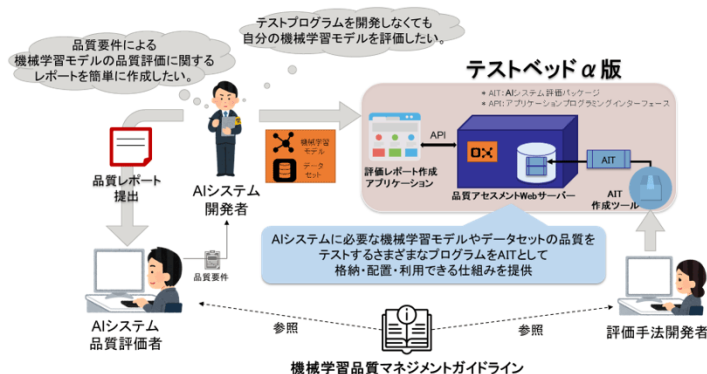 品質要件による
機械学習モデルの品質評価に関する
レポートを簡単に作成したい。
テストプログラムを開発しなくても
自分の機械学習モデルを評価したい。
テストベッドα版
* AIT: AIシステム評価パッケージ
* API: アプリケーションプログラミングインターフェース
機械学習
モデル
データ
セット
API
AIT
品質レポート
提出
AIシステム
開発者
評価レポート作成
アプリケーション
品質アセスメントWebサーバー
AIT
作成ツール
AIシステムに必要な機械学習モデルやデータセットの品質を
テストするさまざまなプログラムをAITとして
格納・配置・利用できる仕組みを提供
品質要件
AIシステム
品質評価者
参照
参照
評価手法開発者
機械学習品質マネジメントガイドライン